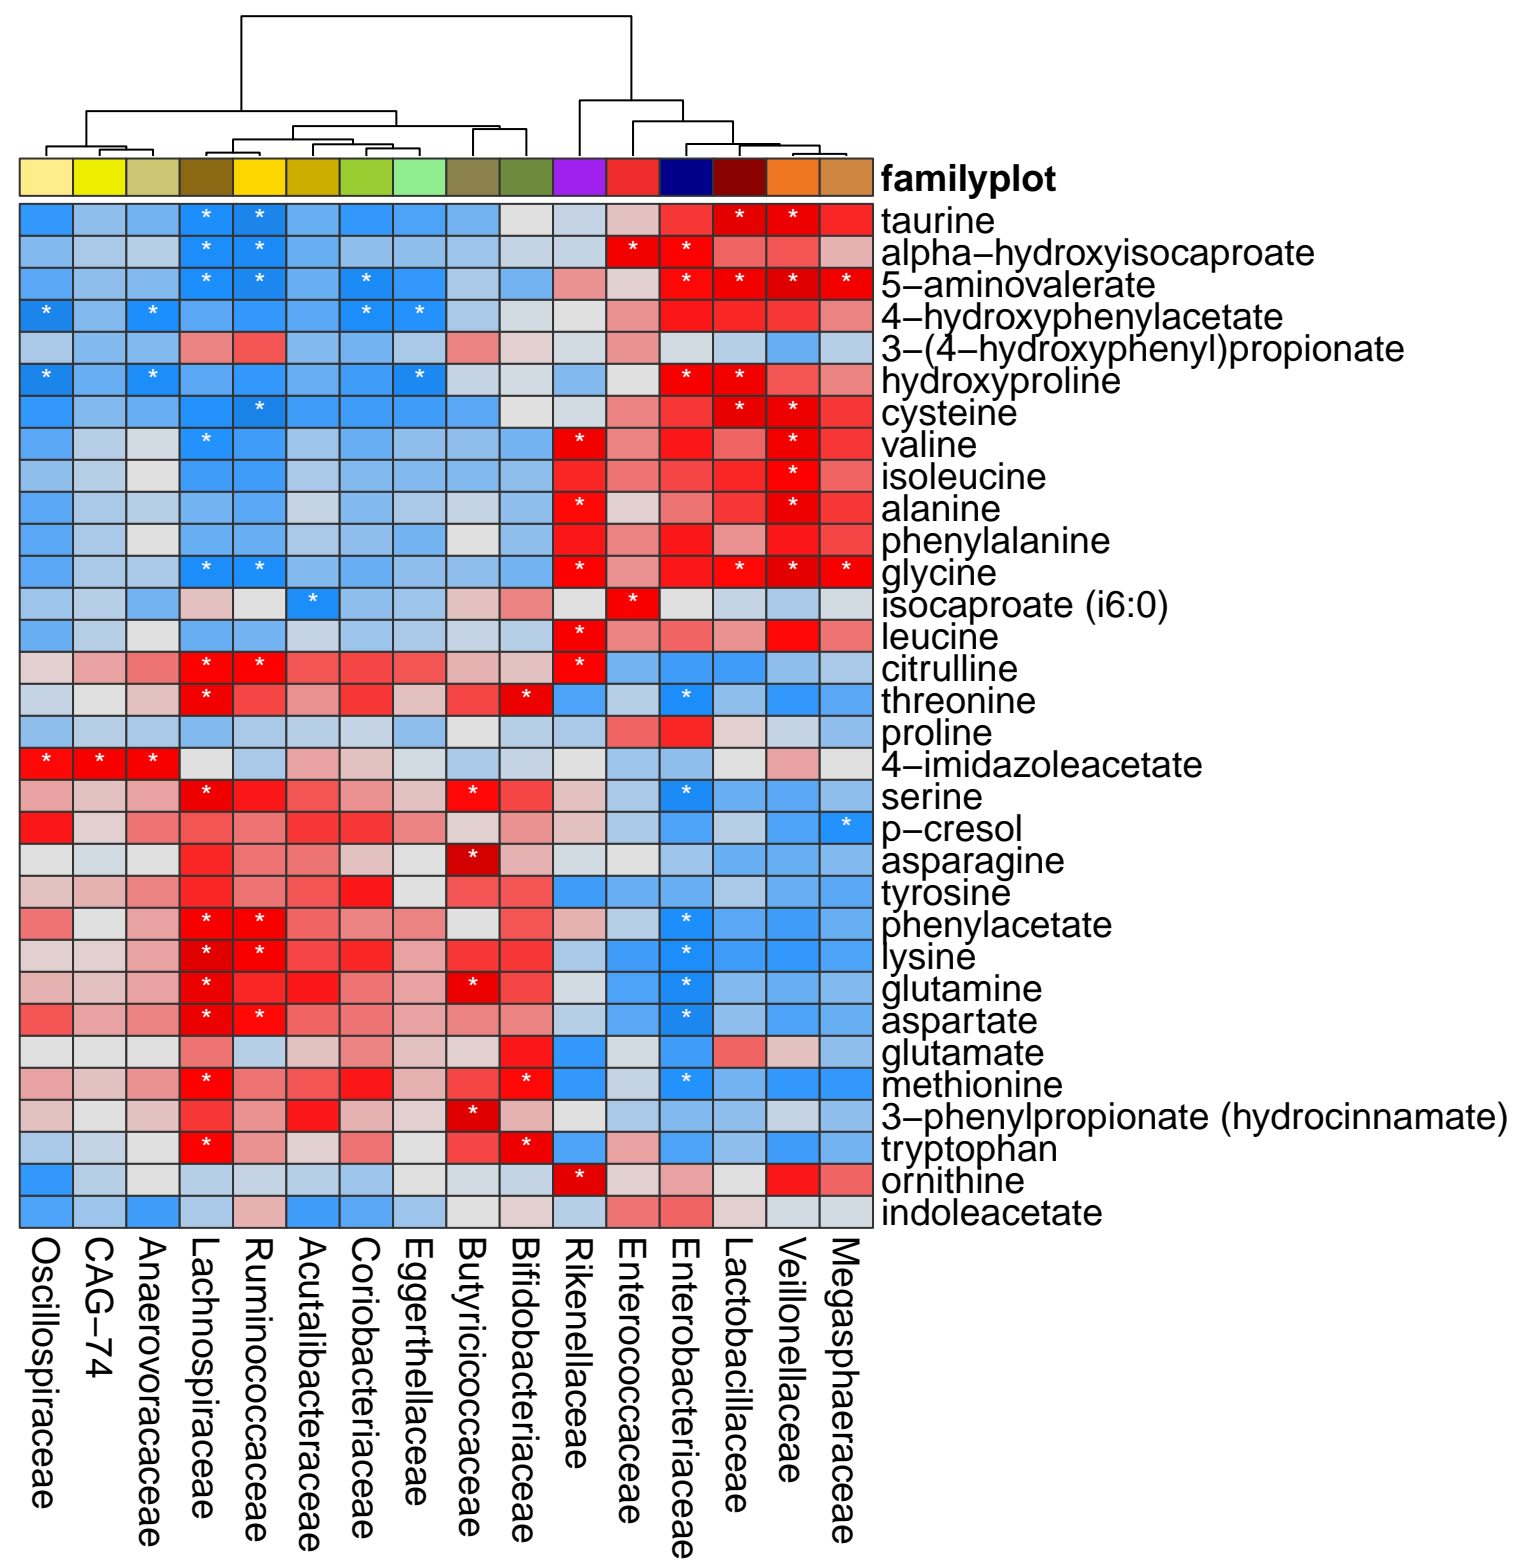 familyplot
* * * * taurine
* * * * alpha−hydroxyisocaproate
* * * * * * * 5−aminovalerate
* * * * 4−hydroxyphenylacetate
3−(4−hydroxyphenyl)propionate
* * * * * hydroxyproline
* * * cysteine
* * * valine
* isoleucine
* * alanine
phenylalanine
* * * * * * glycine
* * isocaproate (i6:0)
* leucine
* * * citrulline
* * * threonine
proline
* * * 4−imidazoleacetate
* * * serine
* p−cresol
* asparagine
tyrosine
* * * phenylacetate
* * * lysine
* * * glutamine
* * * aspartate
glutamate
* * * methionine
* 3−phenylpropionate (hydrocinnamate)
* * tryptophan
* ornithine
indoleacetate
Oscillospiraceae
CAG−74
Anaerovoracaceae
Lachnospiraceae
Ruminococcaceae
Acutalibacteraceae
Coriobacteriaceae
Eggerthellaceae
Butyricicoccaceae
Bifidobacteriaceae
Rikenellaceae
Enterococcaceae
Enterobacteriaceae
Lactobacillaceae
Veillonellaceae
Megasphaeraceae